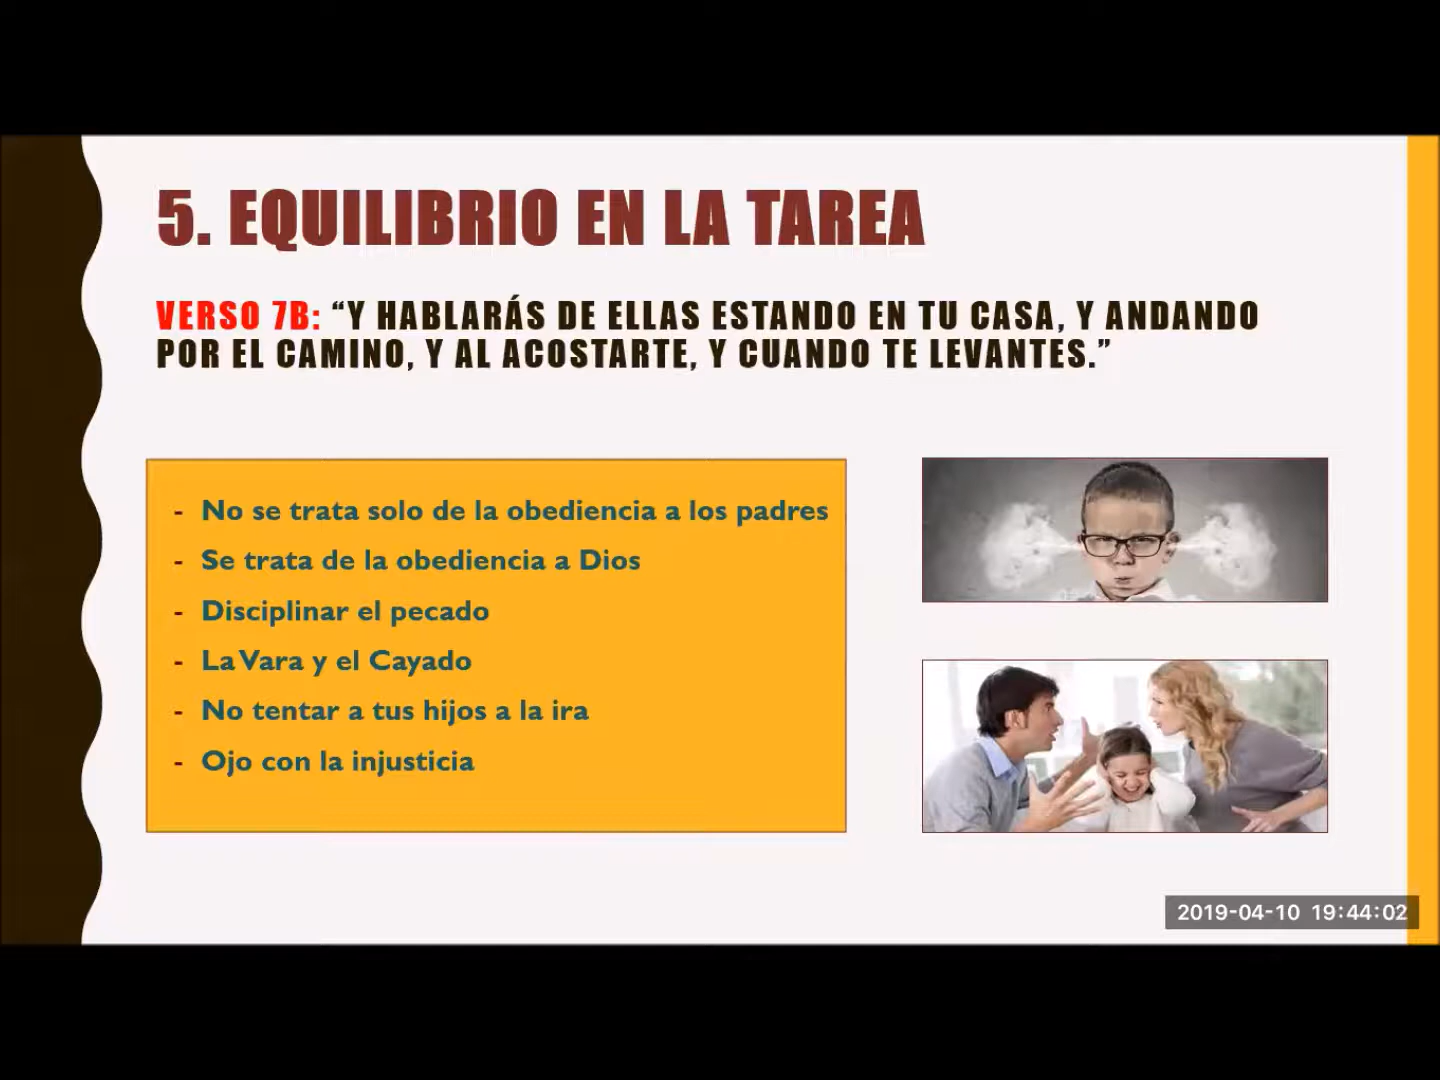 5. EQUILIBRIO EN LA TAREA
VERSO 7B: “Y HABLARÁS DE ELLAS ESTANDO EN TU CASA, Y ANDANDO
POR EL CAMINO, Y AL ACOSTARTE, Y CUANDO TE LEVANTES.”
- No se trata solo de la obediencia a los padres
- Se trata de la obediencia a Dios
- Disciplinar el pecado
- La Vara y el Cayado
- No tentar a tus hijos a la ira
- Ojo con la injusticia
2019-04-10 19:44:02